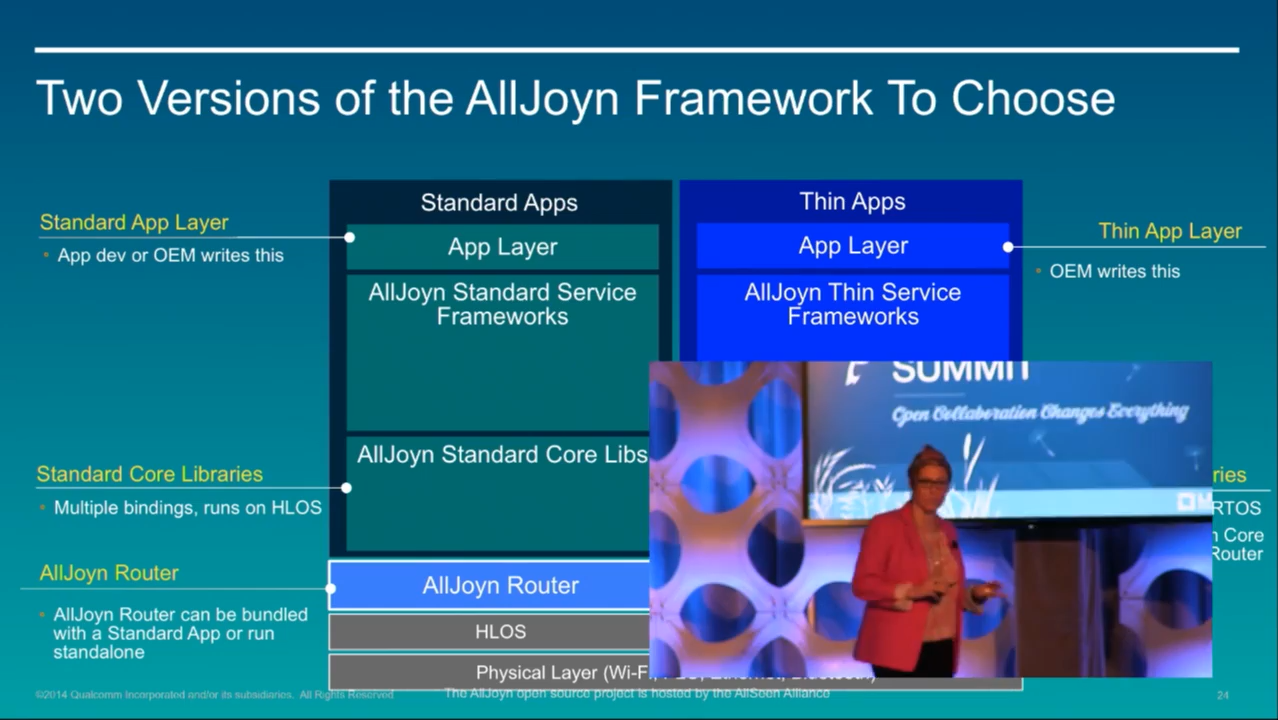 Two Versions of the AllJoyn Framework To Choose
Standard Apps
App Layer
AllJoyn Standard Service
Frameworks
AllJoyn Standard Core Libs
AllJoyn Router
HLOS
Physical Layer (Wi-Fi,
Thin Apps
App Layer
AllJoyn Thin Service
Frameworks
Standard App Layer
App dev or OEM writes this
Standard Core Libraries
Multiple bindings, runs on HLOS
AllJoyn Router
AllJoyn Router can be bundled
with a Standard App or run
standalone
Thin App Layer
OEM writes this
RTOS
Core
Router
SUMMIT
Open Collaboration Changes Everything
©2014 Qualcomm Incorporated and/or its subsidiaries. All Rights Reserved
The AllJoyn open source project is hosted by the AllSeen Alliance
24